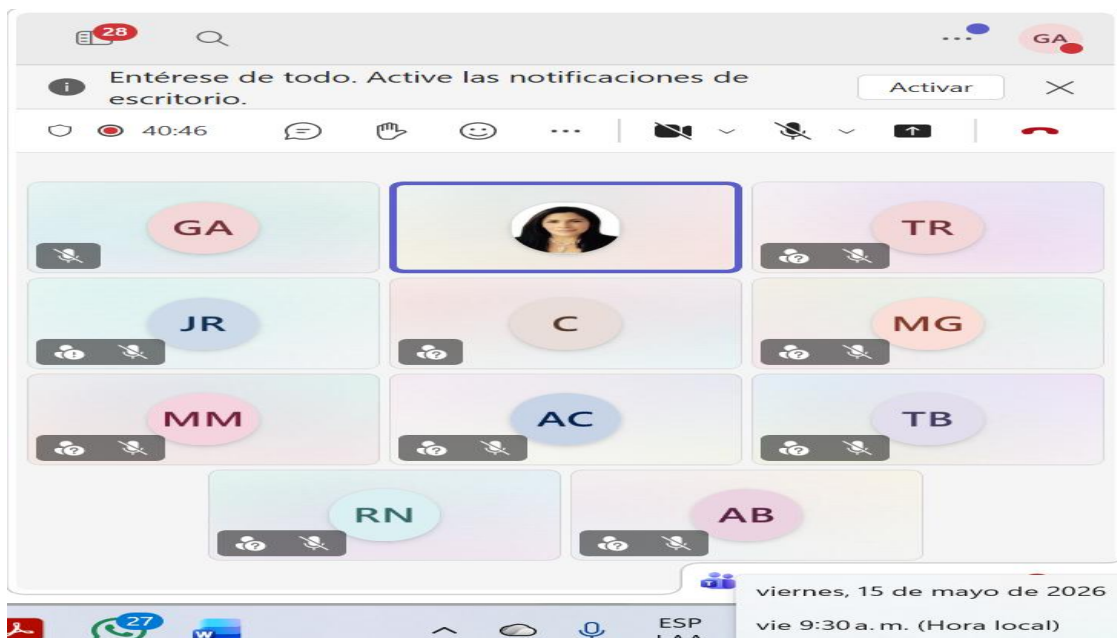 28
GA
Entérese de todo. Active las notificaciones de
escritorio.
Activar
40:46
GA
TR
JR
C
MG
MM
AC
TB
RN
AB
viernes, 15 de mayo de 2026
27
ESP
vie 9:30 a. m. (Hora local)